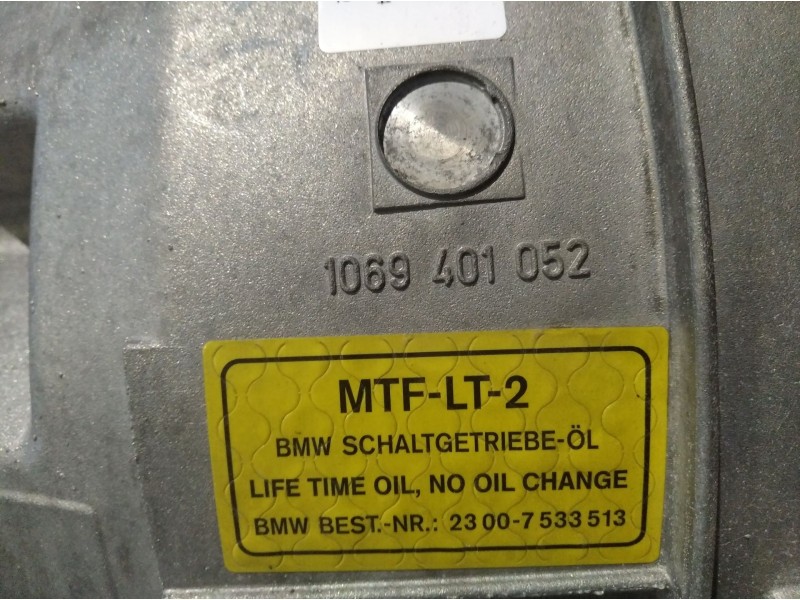 1069 401 052
MTF-LT-2
BMW SCHALTGETRIEBE-ÖL
LIFE TIME OIL, NO OIL CHANGE
BMW BEST.-NR.: 23 00-7 533 513